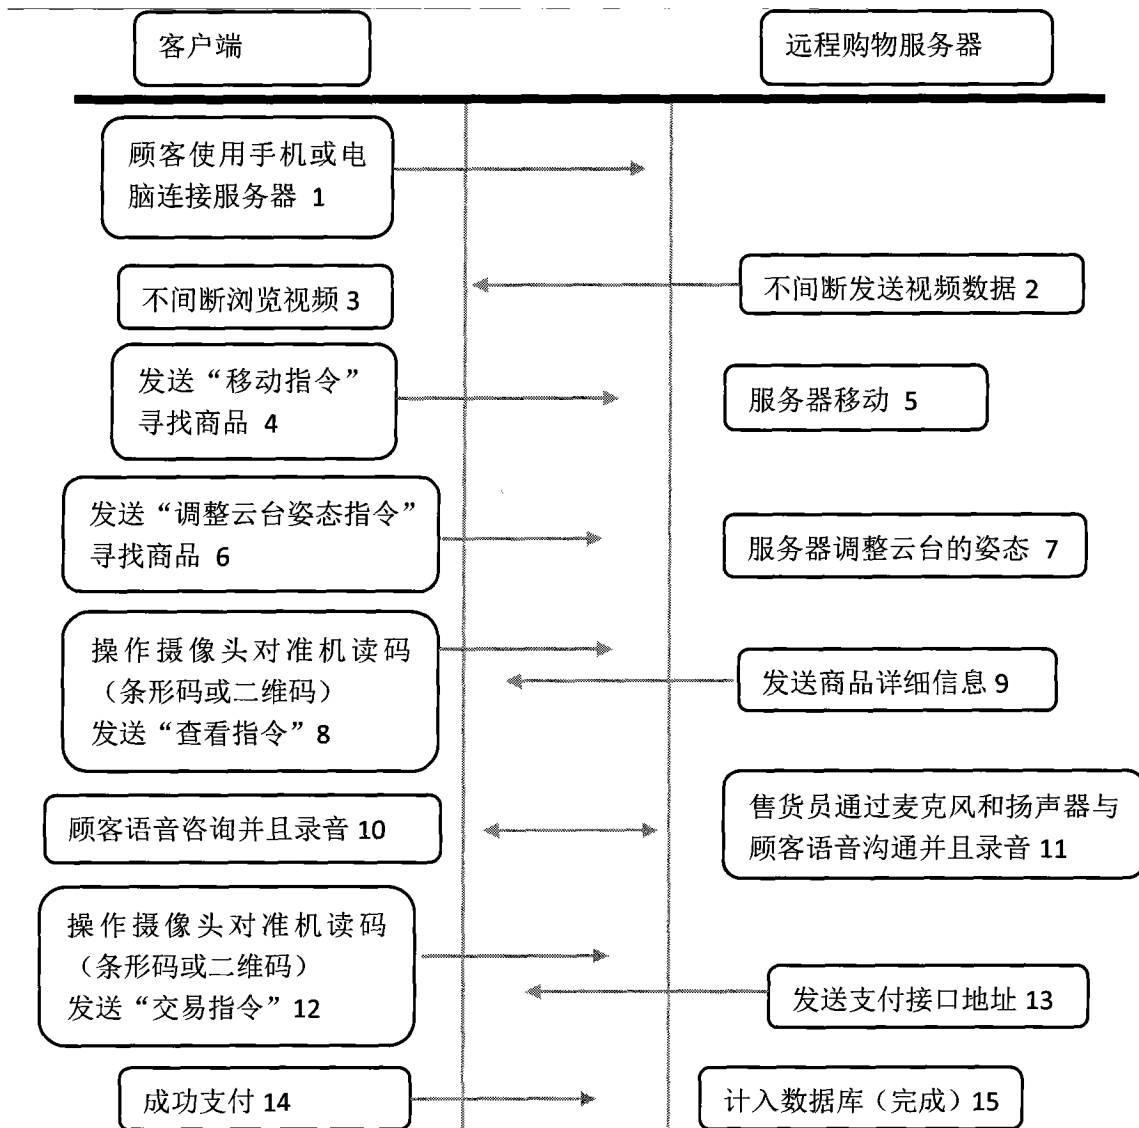 客户端
远程购物服务器
顾客使用手机或电
脑连接服务器 1
不间断发送视频数据 2
不间断浏览视频 3
发送“移动指令”
寻找商品 4
服务器移动 5
发送“调整云台姿态指令”
寻找商品 6
服务器调整云台的姿态 7
操作摄像头对准机读码
（条形码或二维码）
发送“查看指令” 8
发送商品详细信息 9
顾客语音咨询并且录音 10
售货员通过麦克风和扬声器与
顾客语音沟通并且录音 11
操作摄像头对准机读码
（条形码或二维码）
发送“交易指令” 12
发送支付接口地址 13
成功支付 14
计入数据库（完成）15